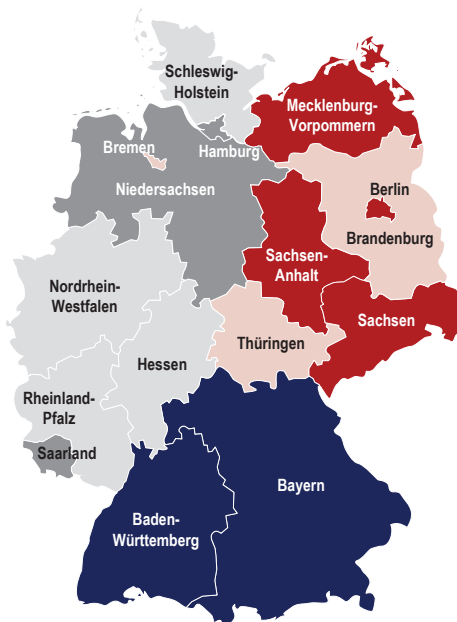 Schleswig-
Holstein
Mecklenburg-
Vorpommern
Bremen
Hamburg
Niedersachsen
Berlin
Brandenburg
Sachsen-
Anhalt
Nordrhein-
Westfalen
Sachsen
Thüringen
Hessen
Rheinland-
Pfalz
Saarland
Bayern
Baden-
Württemberg